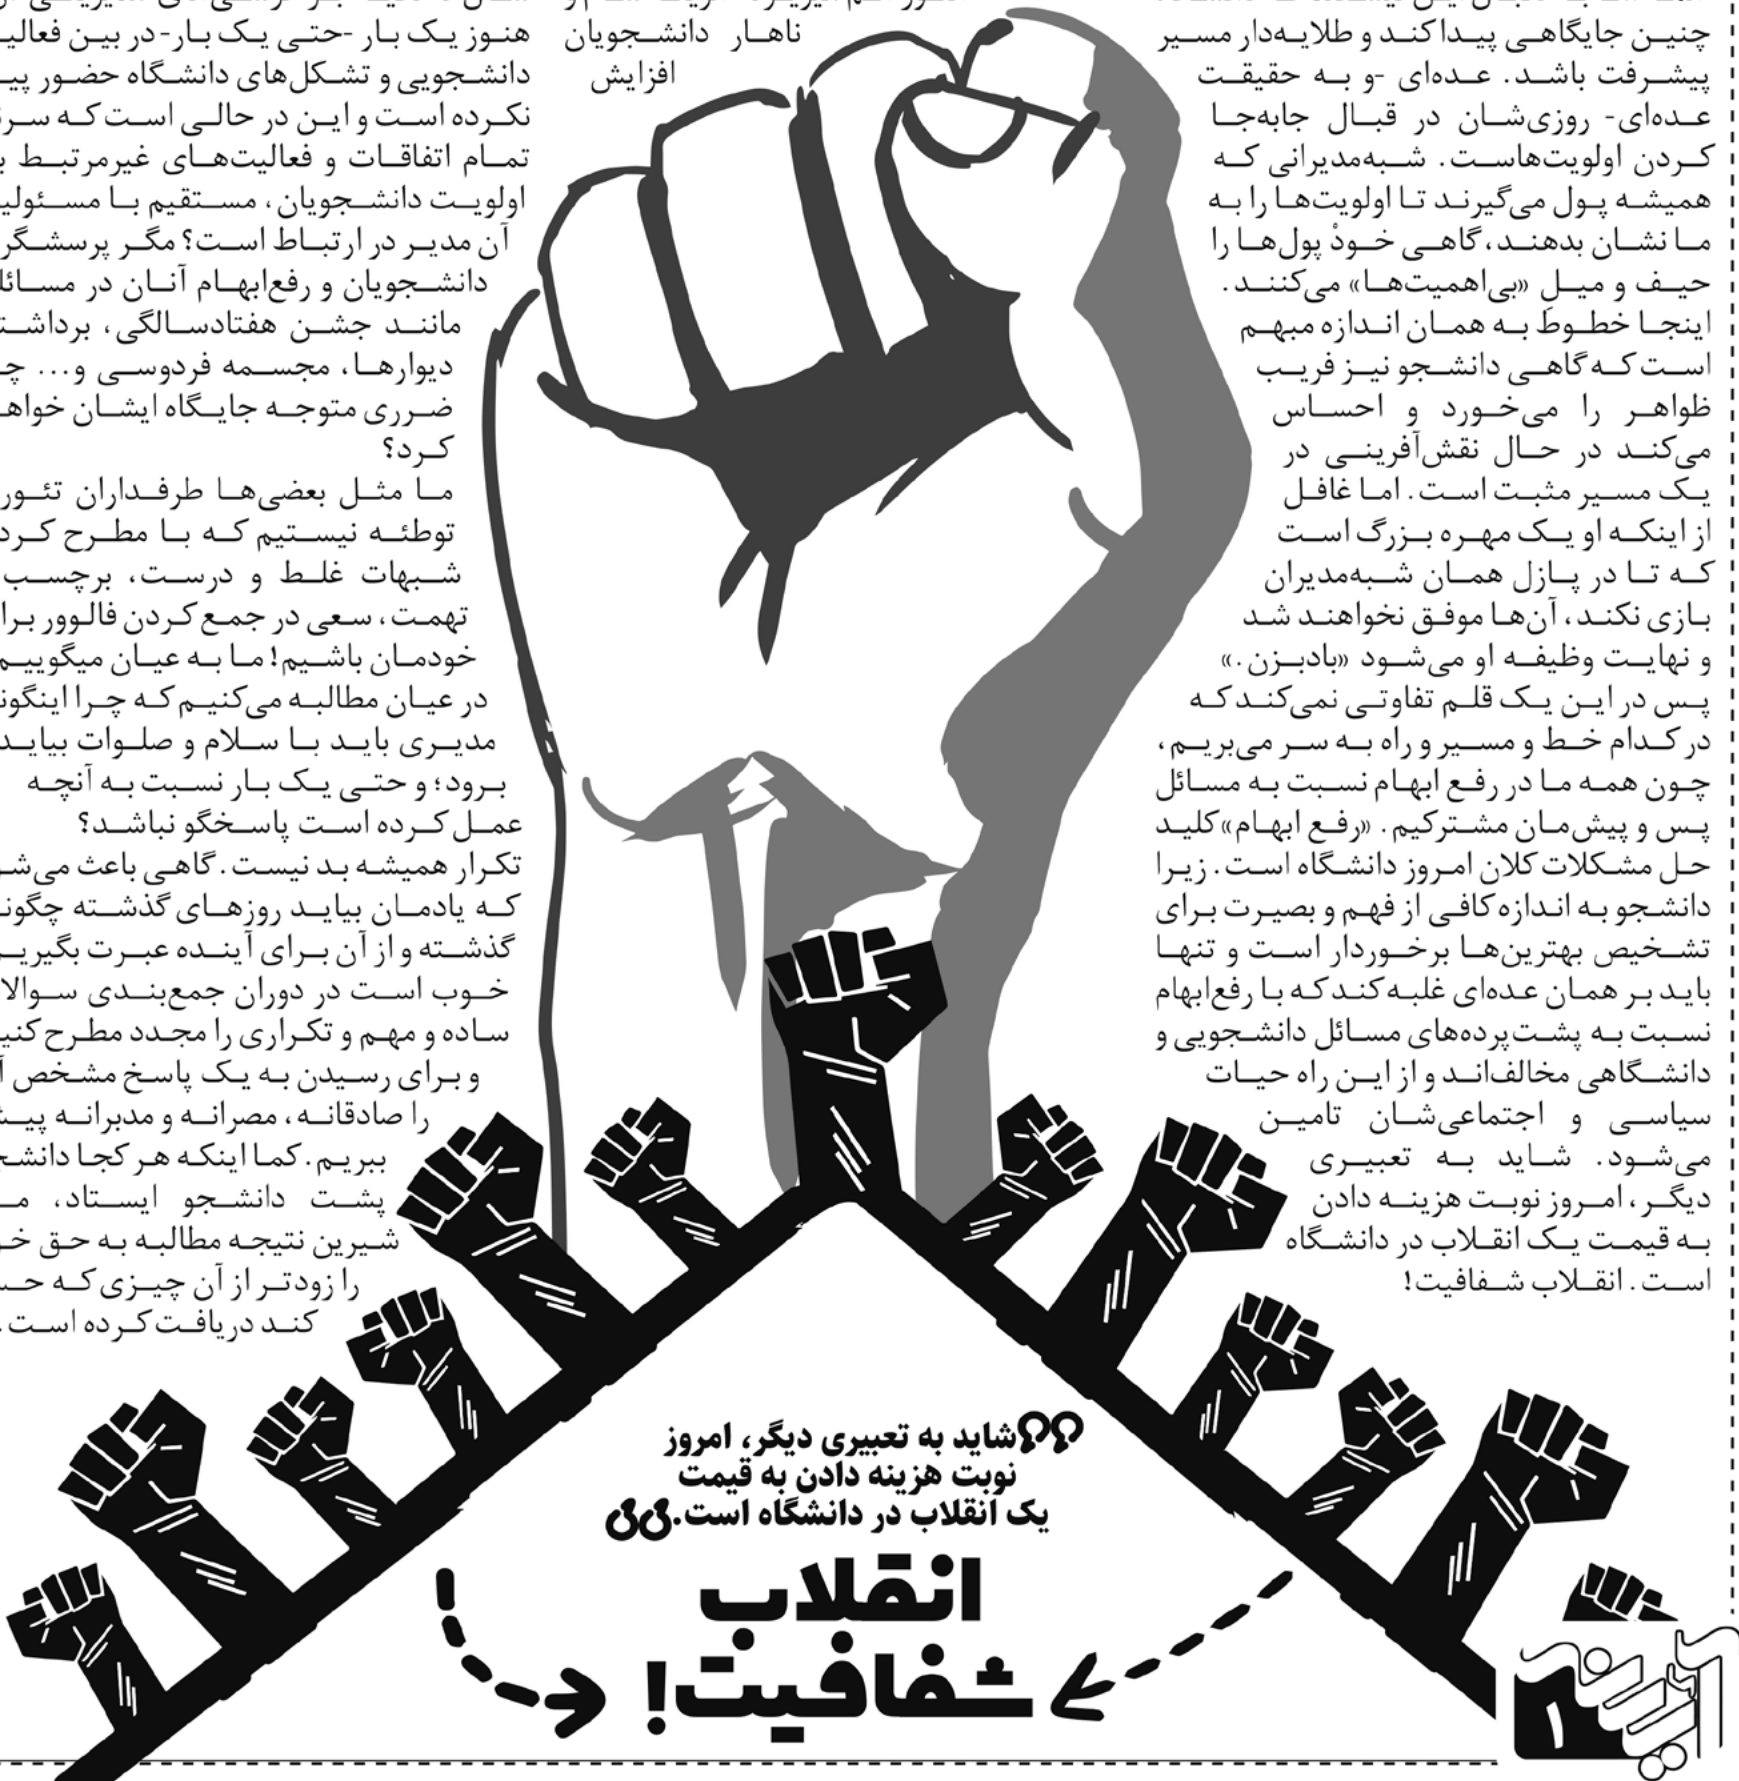 چنین جایگاهی پیدا کند و طلایه‌دار مسیر
پیشرفت باشد. عده‌ای -و به حقیقت
عده‌ای- روزی‌شان در قبال جابه‌جا
کردن اولویت‌هاست. شبه‌مدیرانی که
همیشه پول می‌گیرند تا اولویت‌ها را به
ما نشان بدهند، گاهی خودْ پول‌ها را
حیف و میلِ «بی‌اهمیت‌ها» می‌کنند.
اینجا خطوط به همان اندازه مبهم
است که گاهی دانشجو نیز فریب
ظواهر را می‌خورد و احساس
می‌کند در حال نقش‌آفرینی در
یک مسیر مثبت است. اما غافل
از اینکه او یک مهره بزرگ است
که تا در پازل همان شبه‌مدیران
بازی نکند، آن‌ها موفق نخواهند شد
و نهایت وظیفه او می‌شود «بادبزن.»
پس در این یک قلم تفاوتی نمی‌کند که
در کدام خط و مسیر و راه به سر می‌بریم،
چون همه ما در رفع ابهام نسبت به مسائل
پس و پیش‌مان مشترکیم. «رفع ابهام» کلید
حل مشکلات کلان امروز دانشگاه است. زیرا
دانشجو به اندازه کافی از فهم و بصیرت برای
تشخیص بهترین‌ها برخوردار است و تنها
باید بر همان عده‌ای غلبه کند که با رفع‌ابهام
نسبت به پشت‌پرده‌های مسائل دانشجویی و
دانشگاهی مخالف‌اند و از این راه حیات
سیاسی و اجتماعی‌شان تامین
می‌شود. شاید به تعبیری
دیگر، امروز نوبت هزینه دادن
به قیمت یک انقلاب در دانشگاه
است. انقلاب شفافیت!
ناهار دانشجویان
افزایش
هنوز یک بار -حتی یک بار- در بین
دانشجویی و تشکل‌های دانشگاه حضور
نکرده است و این در حالی است که
تمام اتفاقات و فعالیت‌های غیرمرتبط
اولویت دانشجویان، مستقیم با
آن مدیر در ارتباط است؟ مگر
دانشجویان و رفع‌ابهام آنان در
مانند جشن هفتادسالگی،
دیوارها، مجسمه فردوسی و...
ضرری متوجه جایگاه ایشان
کرد؟
ما مثل بعضی‌ها طرفداران
توطئه نیستیم که با مطرح
شبهات غلط و درست، برچسب
تهمت، سعی در جمع کردن فالوور
خودمان باشیم! ما به عیان میگوییم
در عیان مطالبه می‌کنیم که چرا
مدیری باید با سلام و صلوات بیاید
برود؛ و حتی یک بار نسبت به آنچه
عمل کرده است پاسخگو نباشد؟
تکرار همیشه بد نیست. گاهی باعث
که یادمان بیاید روزهای گذشته
گذشته و از آن برای آینده عبرت
خوب است در دوران جمع‌بندی
ساده و مهم و تکراری را مجدد مطرح
و برای رسیدن به یک پاسخ مشخص
را صادقانه، مصرانه و مدبرانه
ببریم. کما اینکه هر کجا
پشت دانشجو ایستاد،
شیرین نتیجه مطالبه به حق
را زودتر از آن چیزی که
کند دریافت کرده است.
شاید به تعبیری دیگر، امروز
نوبت هزینه دادن به قیمت
یک انقلاب در دانشگاه است.
انقلاب
شفافیت!
۱